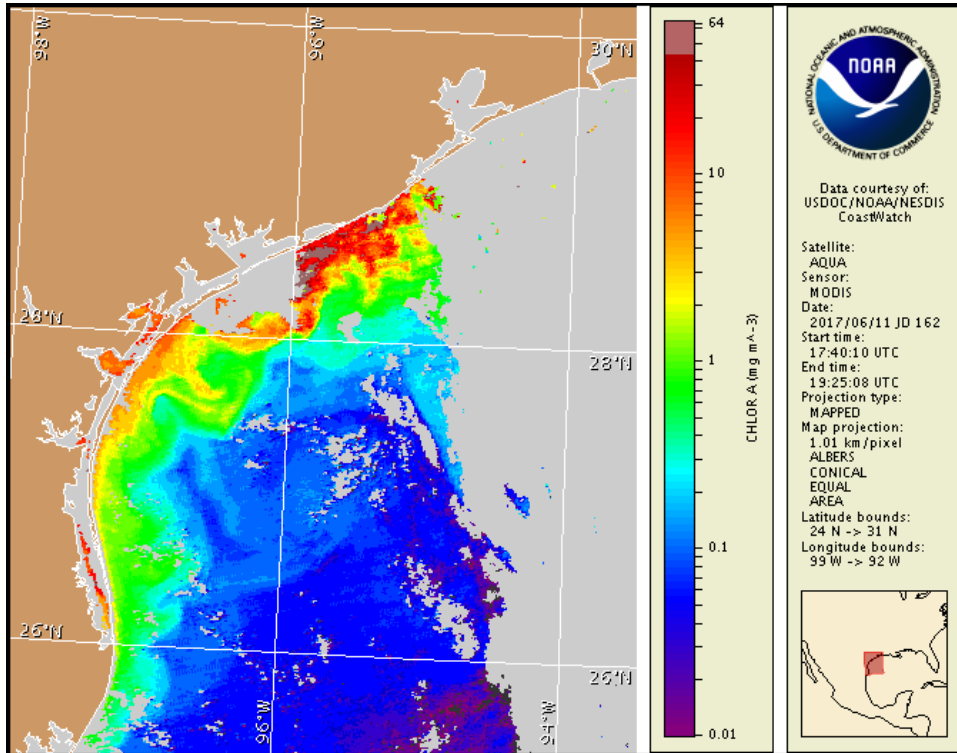 98°W
96°W
30°N
28°N
28°N
26°N
26°N
96°W
94°W
64
10
1
0.1
0.01
CHLOR A (mg m^-3)
NATIONAL OCEANIC AND ATMOSPHERIC ADMINISTRATION
NOAA
U.S. DEPARTMENT OF COMMERCE
Data courtesy of:
USDOC/NOAA/NESDIS
CoastWatch
Satellite:
AQUA
Sensor:
MODIS
Date:
2017/06/11 JD 162
Start time:
17:40:10 UTC
End time:
19:25:08 UTC
Projection type:
MAPPED
Map projection:
1.01 km/pixel
ALBERS
CONICAL
EQUAL
AREA
Latitude bounds:
24 N -> 31 N
Longitude bounds:
99 W -> 92 W